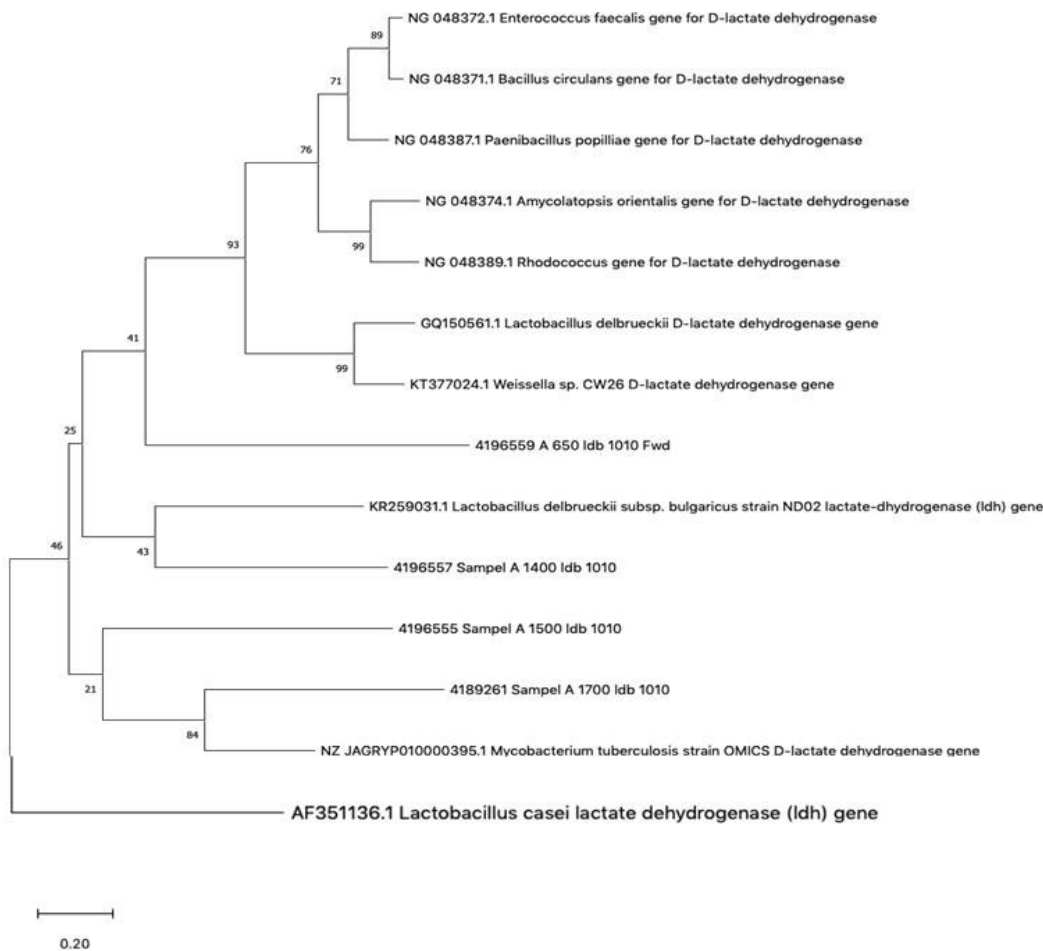 NG 048372.1 Enterococcus faecalis gene for D-lactate dehydrogenase
89
NG 048371.1 Bacillus circulans gene for D-lactate dehydrogenase
71
NG 048387.1 Paenibacillus popilliae gene for D-lactate dehydrogenase
76
NG 048374.1 Amycolatopsis orientalis gene for D-lactate dehydrogenase
99
93
NG 048389.1 Rhodococcus gene for D-lactate dehydrogenase
GQ150561.1 Lactobacillus delbrueckii D-lactate dehydrogenase gene
41
99
KT377024.1 Weissella sp. CW26 D-lactate dehydrogenase gene
25
4196559 A 650 ldb 1010 Fwd
KR259031.1 Lactobacillus delbrueckii subsp. bulgaricus strain ND02 lactate-dhydrogenase (ldh) gene
46
43
4196557 Sampel A 1400 ldb 1010
4196555 Sampel A 1500 ldb 1010
21
4189261 Sampel A 1700 ldb 1010
84
NZ JAGRYP010000395.1 Mycobacterium tuberculosis strain OMICS D-lactate dehydrogenase gene
AF351136.1 Lactobacillus casei lactate dehydrogenase (ldh) gene
0.20